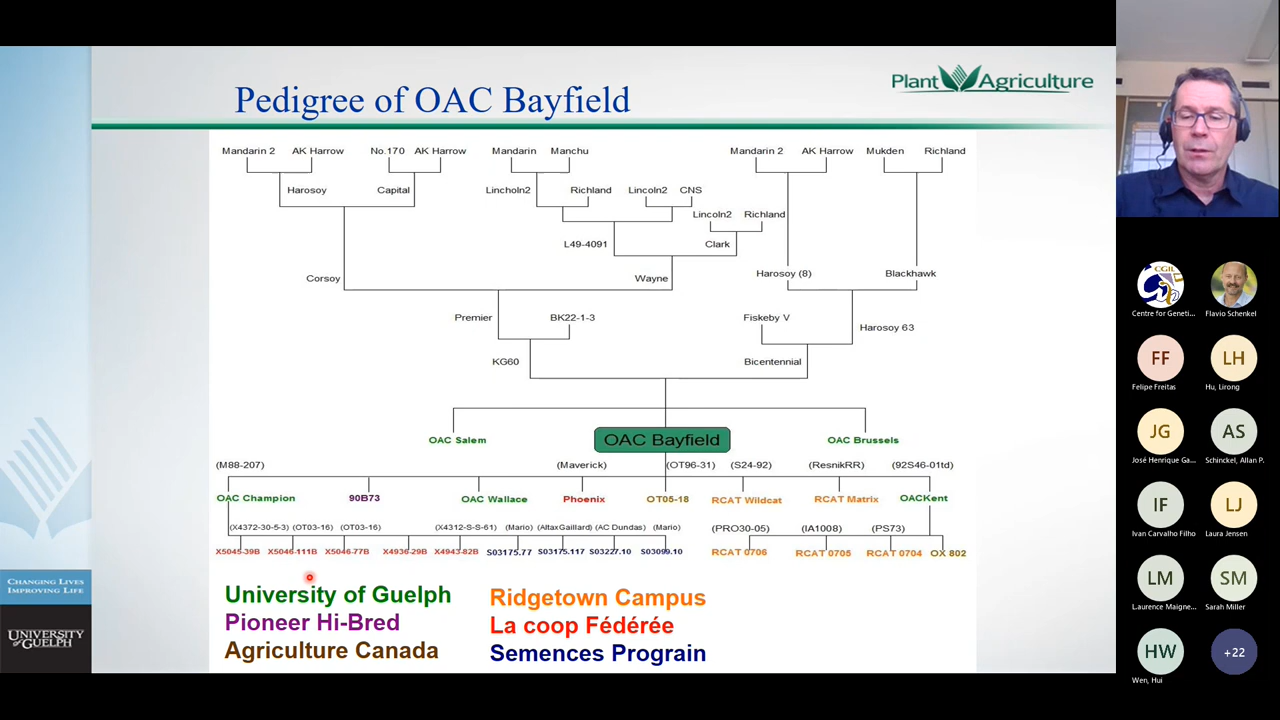 Pedigree of OAC Bayfield
Plant Agriculture
Mandarin 2 AK Harrow No.170 AK Harrow Mandarin Manchu Mandarin 2 AK Harrow Mukden Richland
Harosoy Capital Lincholn2 Richland Lincoln2 CNS
Lincoln2 Richland
L49-4091 Clark
Corsoy Wayne Harosoy (8) Blackhawk
Premier BK22-1-3 Fiskeby V Harosoy 63
KG60 Bicentennial
OAC Salem OAC Bayfield OAC Brussels
(M88-207) (Maverick) (OT96-31) (S24-92) (ResnikRR) (92S46-01td)
OAC Champion 90B73 OAC Wallace Phoenix OT05-18 RCAT Wildcat RCAT Matrix OACKent
(X4372-30-5-3) (OT03-16) (OT03-16) (X4312-S-S-61) (Mario) (AltaxGaillard) (AC Dundas) (Mario) (PRO30-05) (IA1008) (PS73)
X5045-39B X5046-111B X5046-77B X4936-29B X4943-82B S03175.77 S03175.117 S03227.10 S03099.10 RCAT 0706 RCAT 0705 RCAT 0704 OX 802
University of Guelph
Pioneer Hi-Bred
Agriculture Canada
Ridgetown Campus
La coop Fédérée
Semences Prograin
CHANGING LIVES
IMPROVING LIFE
UNIVERSITY
of GUELPH
CGIL
Centre for Geneti... Flavio Schenkel
FF LH
Felipe Freitas Hu, Lirong
JG AS
José Henrique Ga... Schinckel, Allan P.
IF LJ
Ivan Carvalho Filho Laura Jensen
LM SM
Laurence Maigne... Sarah Miller
HW +22
Wen, Hui